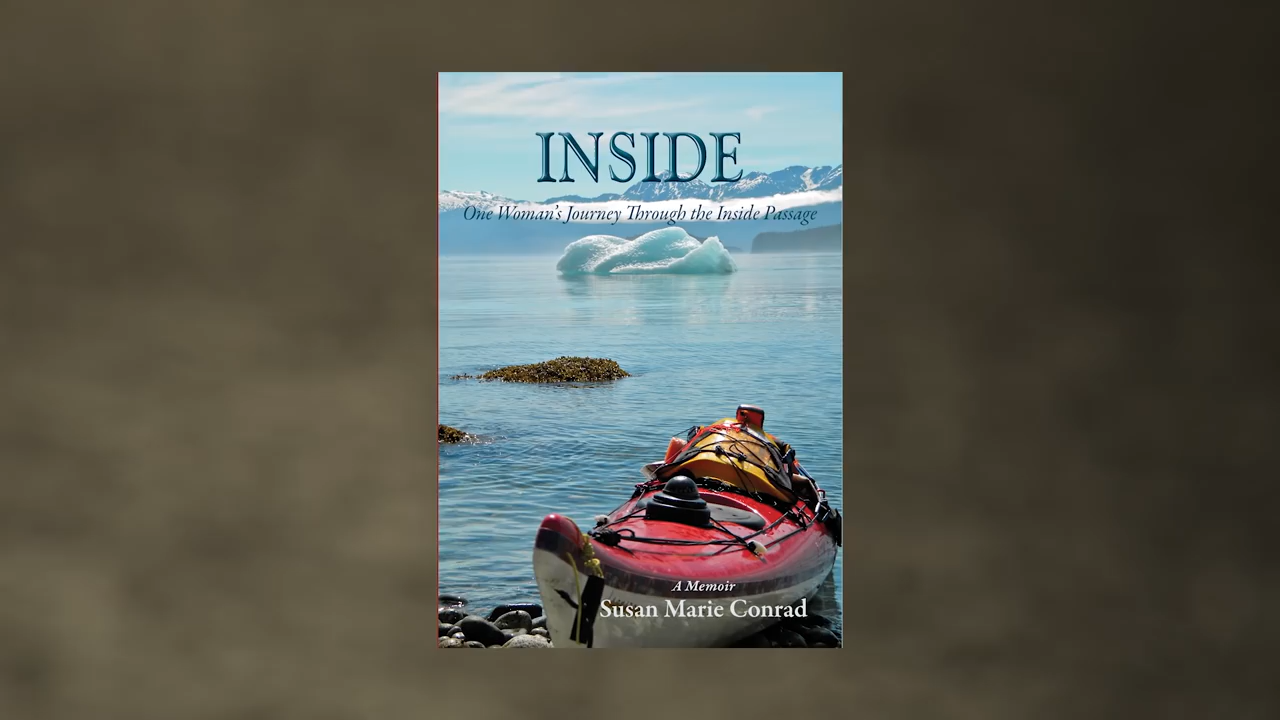 INSIDE
One Woman's Journey Through the Inside Passage
A Memoir
Susan Marie Conrad